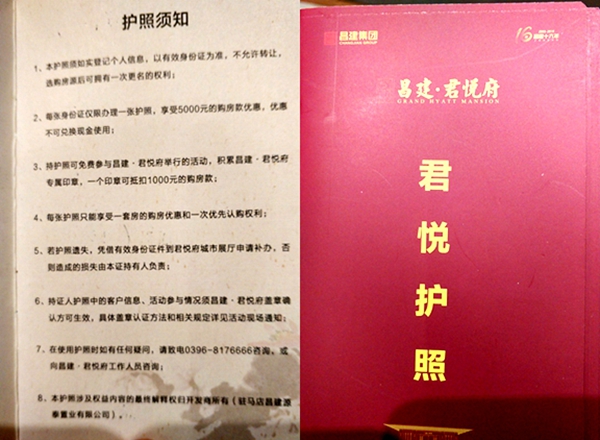 护照须知
1、本护照须如实登记个人信息，以有效身份证为准，不允许转让，
选购房源后可拥有一次更名的权利；
2、每张身份证仅限办理一张护照，享受5000元的购房款优惠，优惠
不可兑换现金使用；
3、持护照可免费参与昌建·君悦府举行的活动，积累昌建·君悦府
专属印章，一个印章可抵扣1000元的购房款；
4、每张护照只能享受一套房的购房优惠和一次优先认购权利；
5、若护照遗失，凭借有效身份证件到君悦府城市展厅申请补办，否
则造成的损失由本证持有人负责；
6、持证人护照中的客户信息、活动参与情况须昌建·君悦府盖章确
认方可生效，具体盖章认证方法和相关规定详见活动现场通知；
7、在使用护照时如有任何疑问，请致电0396-8176666咨询，或
向昌建·君悦府工作人员咨询；
8、本护照涉及权益内容的最终解释权归开发商所有（驻马店昌建源
泰置业有限公司）。
昌建集团
CHANGJIAN GROUP
昌建·君悦府
GRAND HYATT MANSION
君
悦
护
照